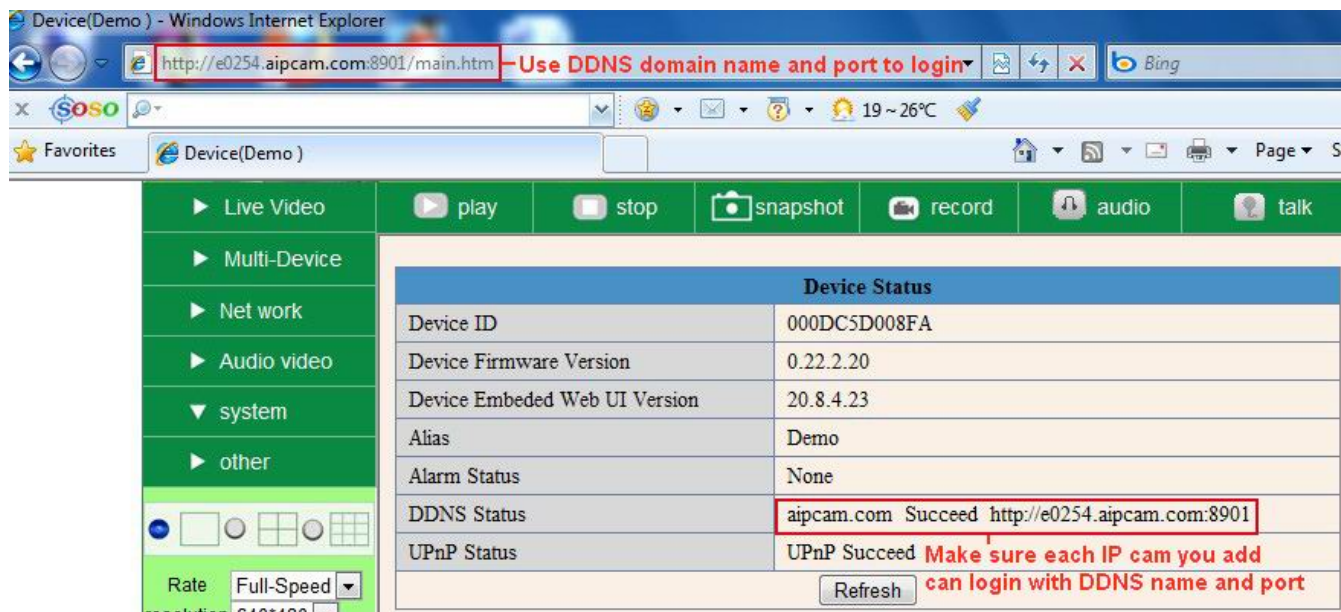 Device(Demo ) - Windows Internet Explorer
http://e0254.aipcam.com:8901/main.htm Use DDNS domain name and port to login Bing
x SOSO 19~26℃
Favorites Device(Demo ) Page
Live Video play stop snapshot record audio talk
Multi-Device
Net work
Audio video
system
other
Device Status
Device ID 000DC5D008FA
Device Firmware Version 0.22.2.20
Device Embeded Web UI Version 20.8.4.23
Alias Demo
Alarm Status None
DDNS Status aipcam.com Succeed http://e0254.aipcam.com:8901
UPnP Status UPnP Succeed
Make sure each IP cam you add
can login with DDNS name and port
Refresh
Rate Full-Speed